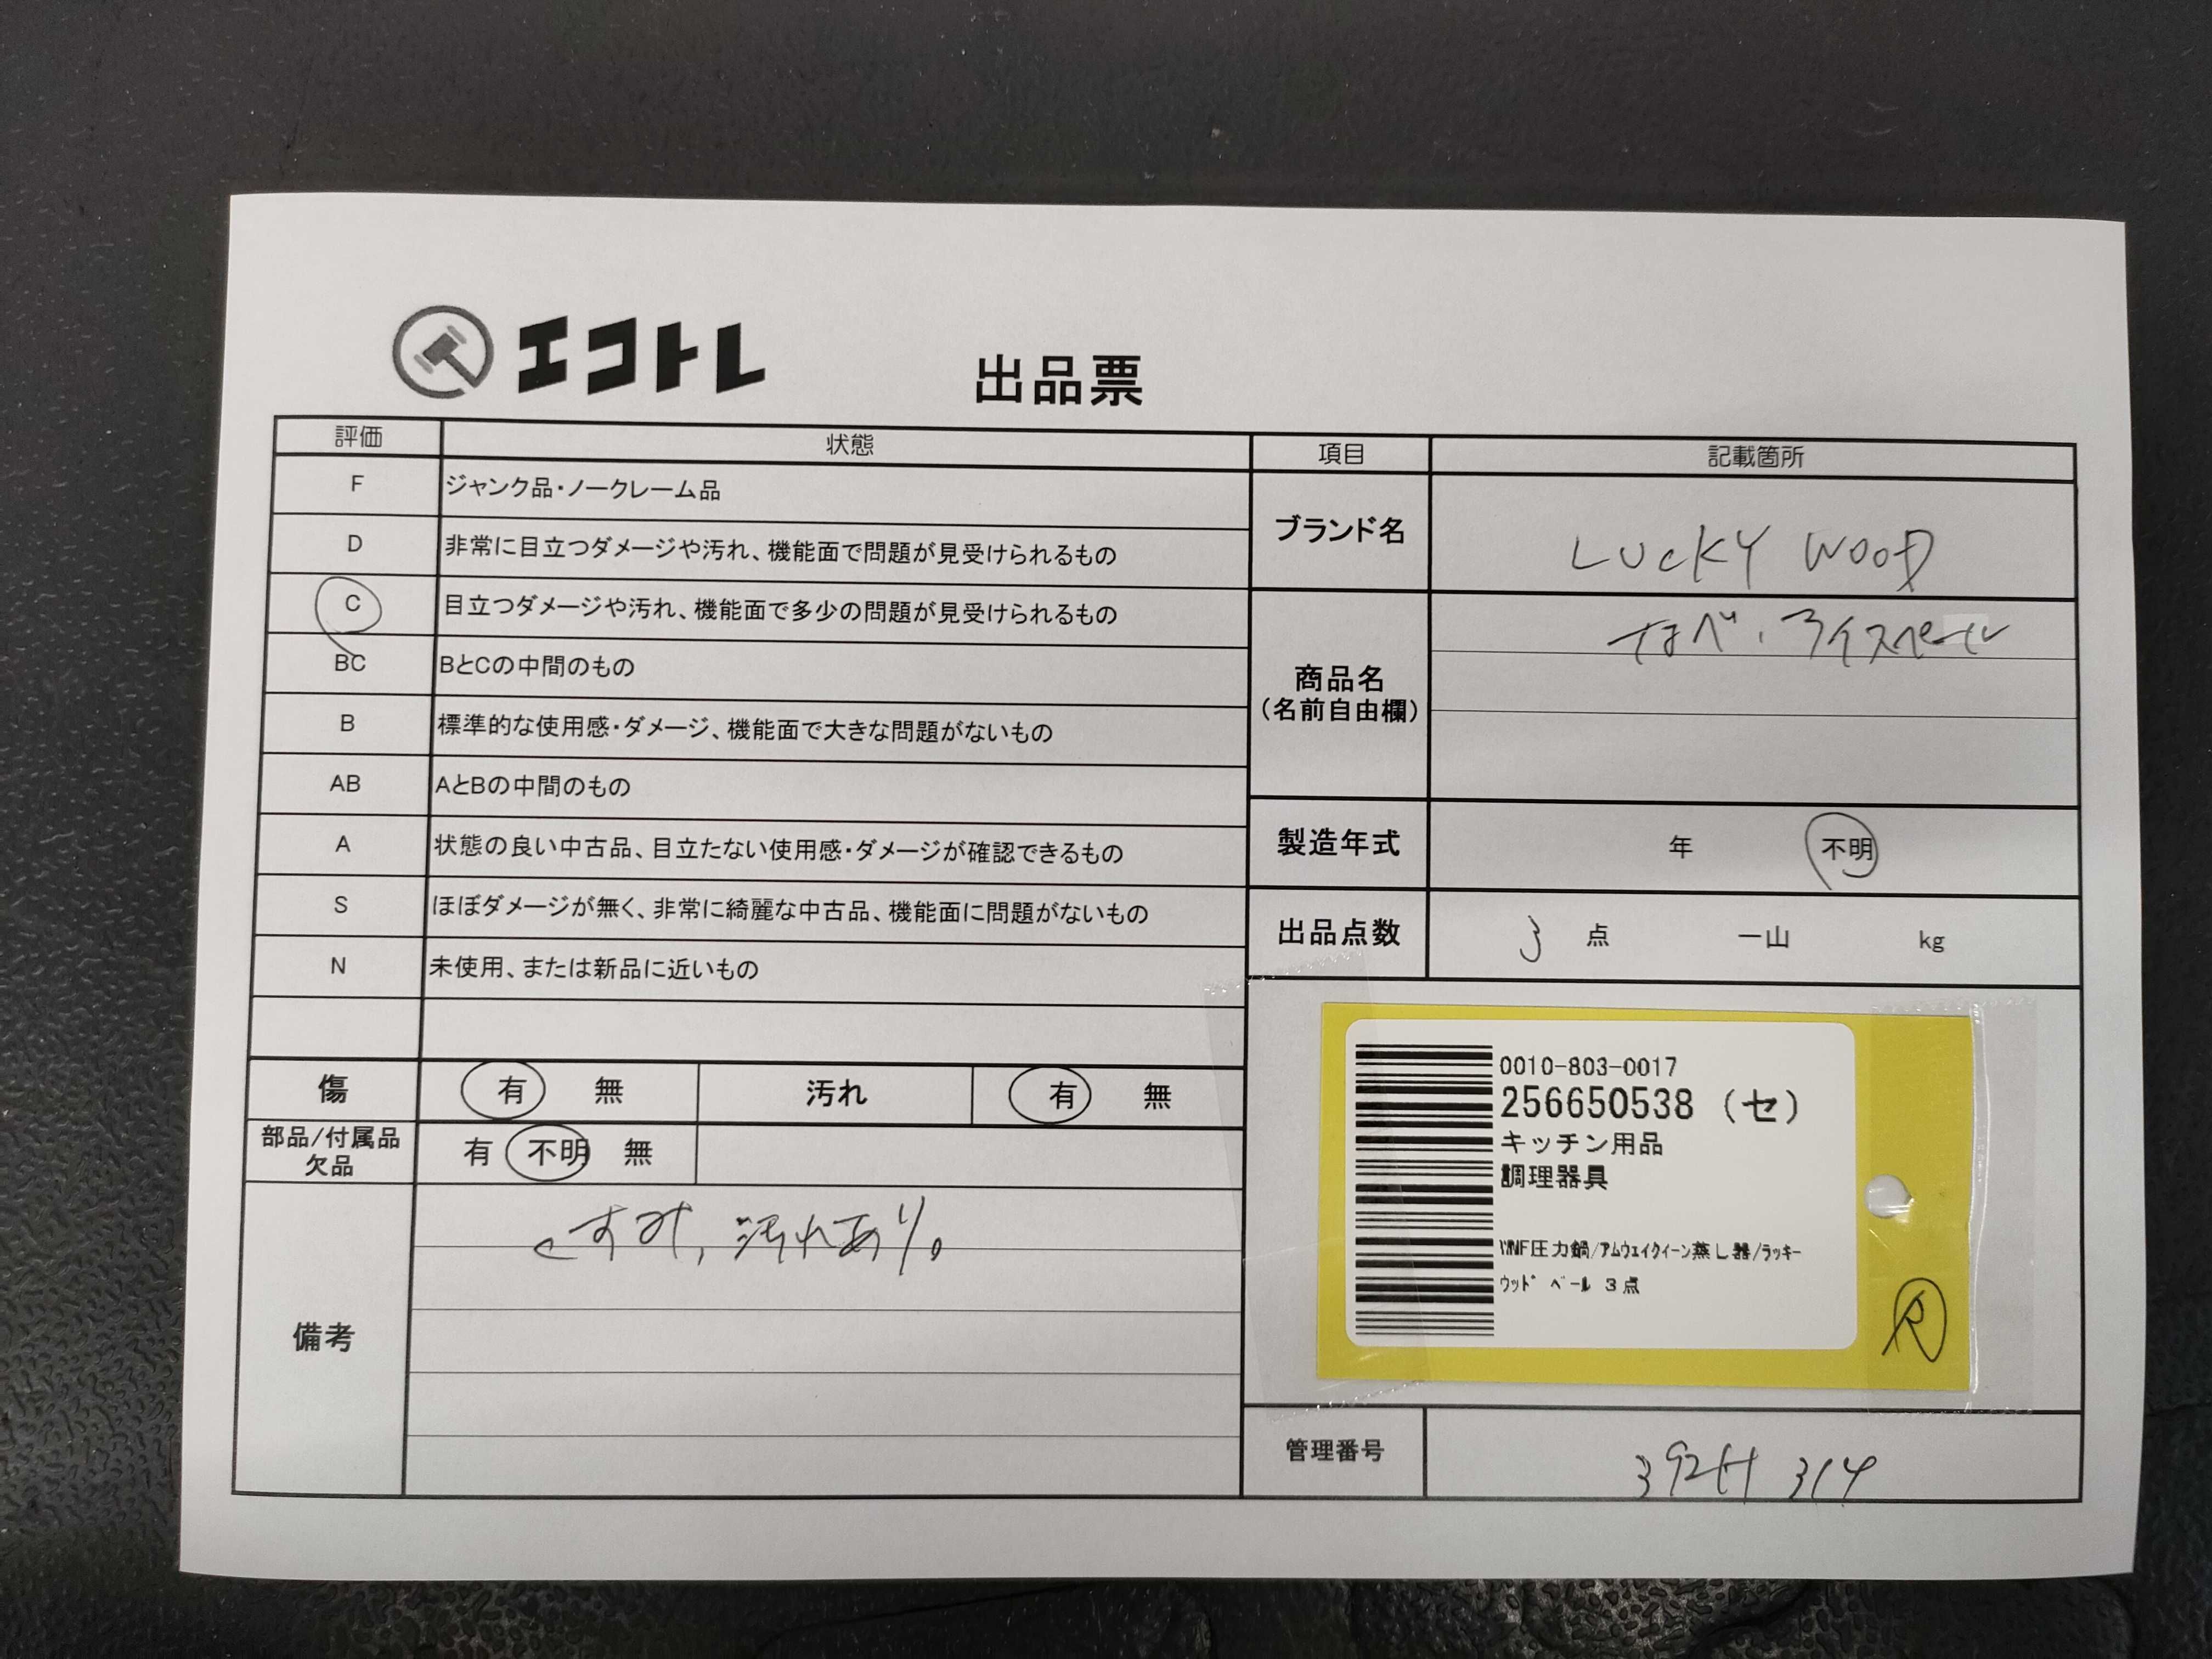 エコトレ
出品票
評価 状態
F ジャンク品・ノークレーム品
D 非常に目立つダメージや汚れ、機能面で問題が見受けられるもの
C 目立つダメージや汚れ、機能面で多少の問題が見受けられるもの
BC BとCの中間のもの
B 標準的な使用感・ダメージ、機能面で大きな問題がないもの
AB AとBの中間のもの
A 状態の良い中古品、目立たない使用感・ダメージが確認できるもの
S ほぼダメージが無く、非常に綺麗な中古品、機能面に問題がないもの
N 未使用、または新品に近いもの
傷 有 無 汚れ 有 無
部品/付属品
欠品
有 不明 無
備考
くすみ、汚れあり。
項目 記載箇所
ブランド名 LUCKY WOOD
商品名
(名前自由欄)
なべ、アイスペール
製造年式 年 不明
出品点数 3 点 一山 kg
0010-803-0017
256650538 (セ)
キッチン用品
調理器具
WMF圧力鍋/アムウェイクィーン蒸し器/ラッキー
ウッド ペール 3点
R
管理番号 392H 314